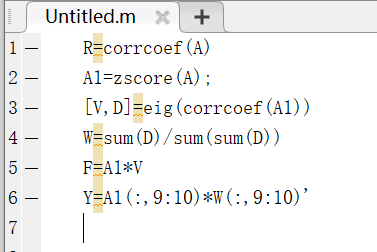 Untitled.m × +
1 — R=corrcoef(A)
2 — A1=zscore(A);
3 — [V,D]=eig(corrcoef(A1))
4 — W=sum(D)/sum(sum(D))
5 — F=A1*V
6 — Y=A1(:,9:10)*W(:,9:10)'
7